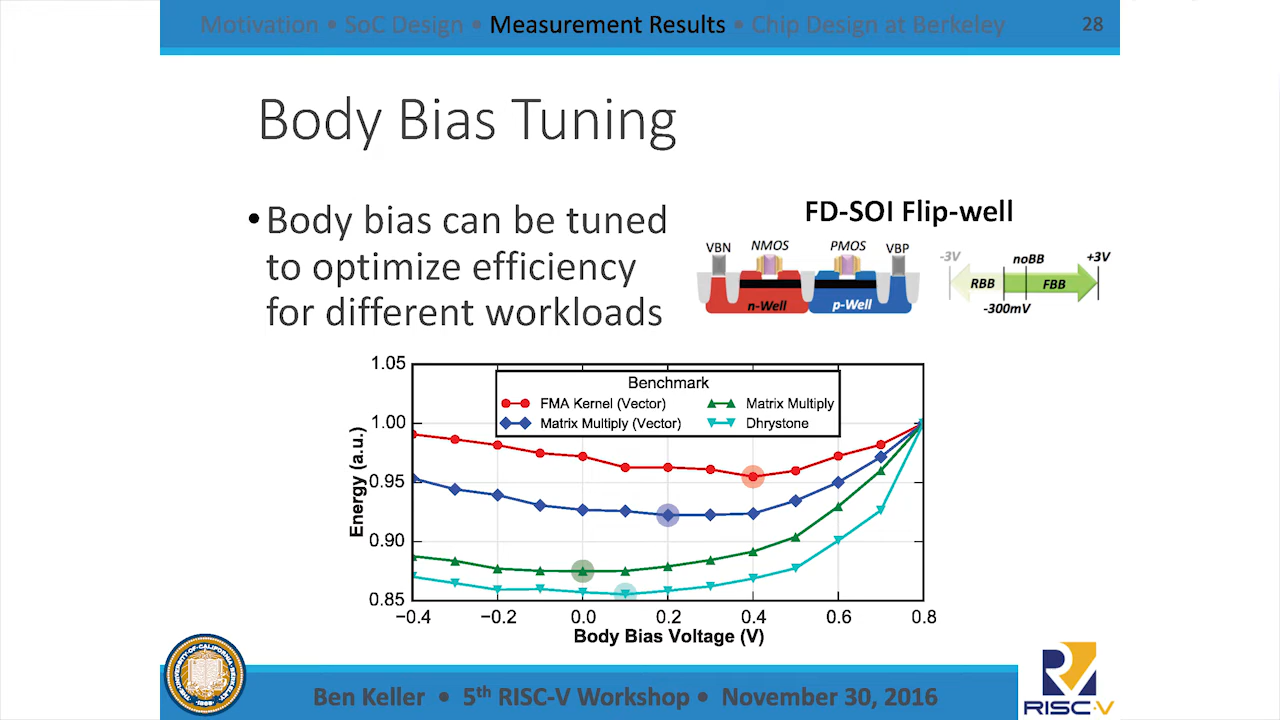 Motivation • SoC Design • Measurement Results • Chip Design at Berkeley
28
Body Bias Tuning
• Body bias can be tuned
to optimize efficiency
for different workloads
FD-SOI Flip-well
VBN NMOS PMOS VBP
n-Well p-Well
-3V noBB +3V
RBB FBB
-300mV
Benchmark
FMA Kernel (Vector)
Matrix Multiply (Vector)
Matrix Multiply
Dhrystone
Energy (a.u.)
1.05
1.00
0.95
0.90
0.85
−0.4 −0.2 0.0 0.2 0.4 0.6 0.8
Body Bias Voltage (V)
Ben Keller • 5th RISC-V Workshop • November 30, 2016
RISC-V